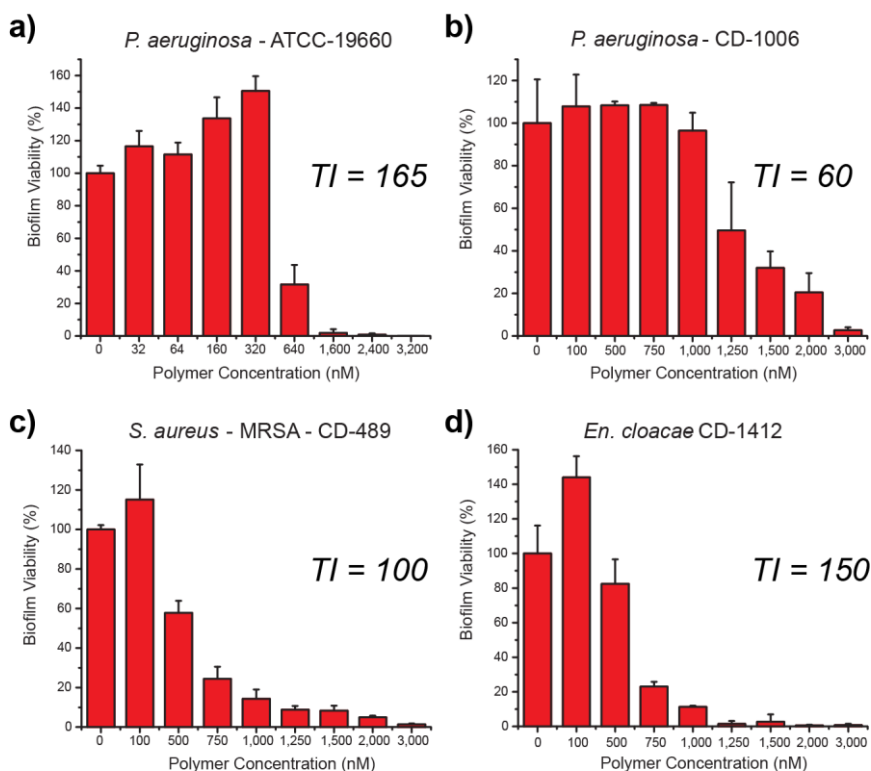 a)
P. aeruginosa - ATCC-19660
Biofilm Viability (%)
160
140
120
100
80
60
40
20
0
TI = 165
0 32 64 160 320 640 1,600 2,400 3,200
Polymer Concentration (nM)
b)
P. aeruginosa - CD-1006
Biofilm Viability (%)
120
100
80
60
40
20
0
TI = 60
0 100 500 750 1,000 1,250 1,500 2,000 3,000
Polymer Concentration (nM)
c)
S. aureus - MRSA - CD-489
Biofilm Viability (%)
140
120
100
80
60
40
20
0
TI = 100
0 100 500 750 1,000 1,250 1,500 2,000 3,000
Polymer Concentration (nM)
d)
En. cloacae CD-1412
Biofilm Viability (%)
160
140
120
100
80
60
40
20
0
TI = 150
0 100 500 750 1,000 1,250 1,500 2,000 3,000
Polymer Concentration (nM)